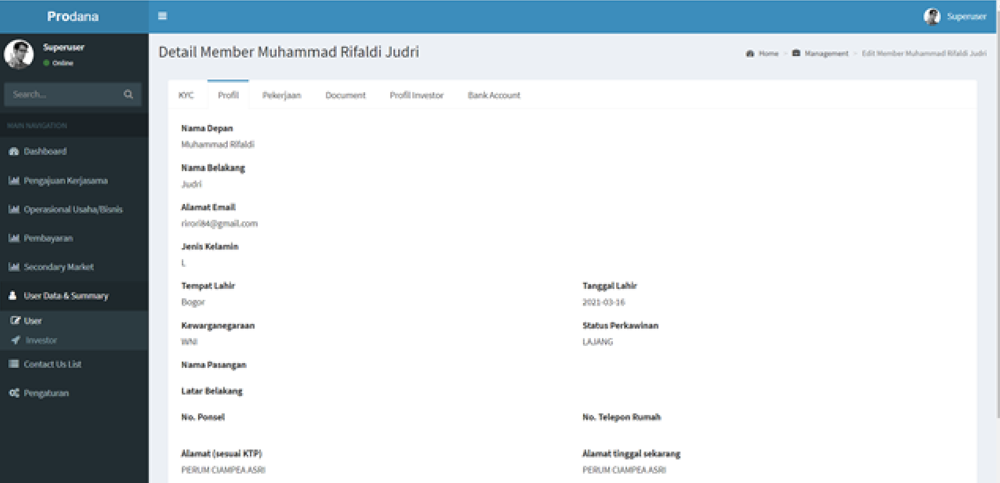 Prodana
Superuser
Superuser
Online
Search...
MAIN NAVIGATION
Dashboard
Pengajuan Kerjasama
Operasional Usaha/Bisnis
Pembayaran
Secondary Market
User Data & Summary
User
Investor
Contact Us List
Pengaturan
Detail Member Muhammad Rifaldi Judri
Home > Management > Edit Member Muhammad Rifaldi Judri
KYC Profil Pekerjaan Document Profil Investor Bank Account
Nama Depan
Muhammad Rifaldi
Nama Belakang
Judri
Alamat Email
rirori84@gmail.com
Jenis Kelamin
L
Tempat Lahir Tanggal Lahir
Bogor 2021-03-16
Kewarganegaraan Status Perkawinan
WNI LAJANG
Nama Pasangan
Latar Belakang
No. Ponsel No. Telepon Rumah
Alamat (sesuai KTP) Alamat tinggal sekarang
PERUM CIAMPEA ASRI PERUM CIAMPEA ASRI